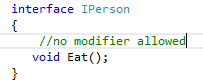 interface IPerson
{
//no modifier allowed
void Eat();
}